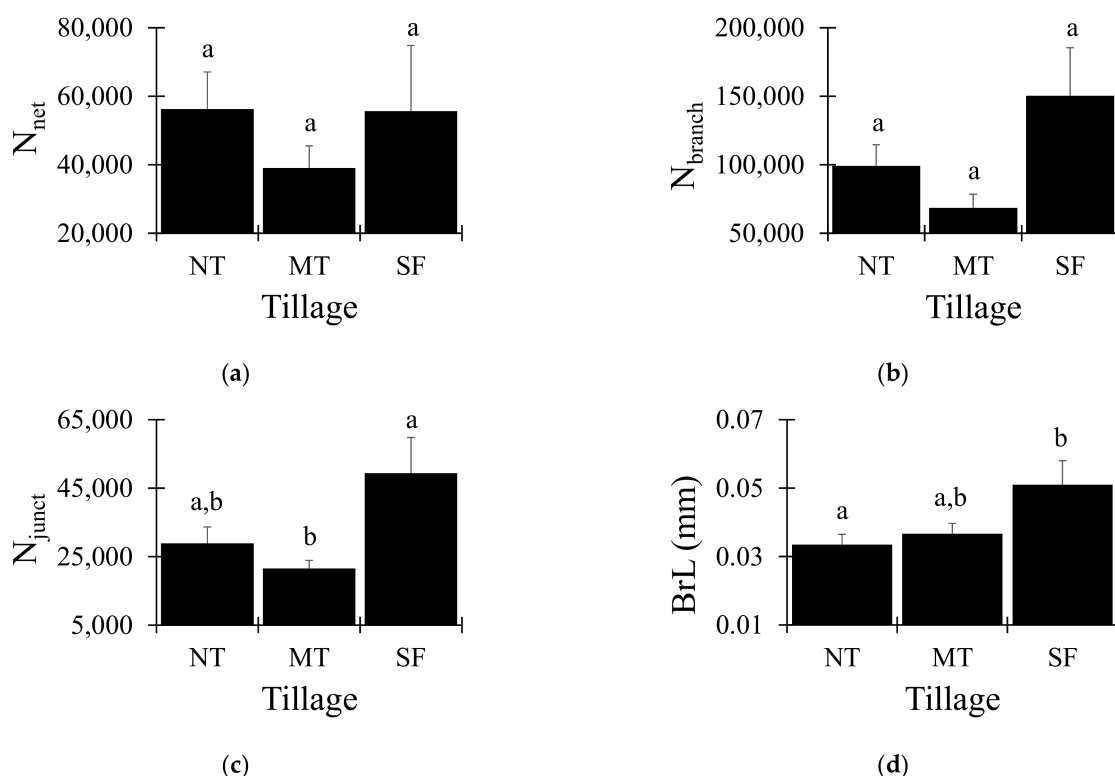 80,000
60,000
40,000
20,000
N_net
a
a
a
NT MT SF
Tillage
(a)
200,000
150,000
100,000
50,000
N_branch
a
a
a
NT MT SF
Tillage
(b)
65,000
45,000
25,000
5,000
N_junct
a,b
b
a
NT MT SF
Tillage
(c)
0.07
0.05
0.03
0.01
BrL (mm)
a
a,b
b
NT MT SF
Tillage
(d)